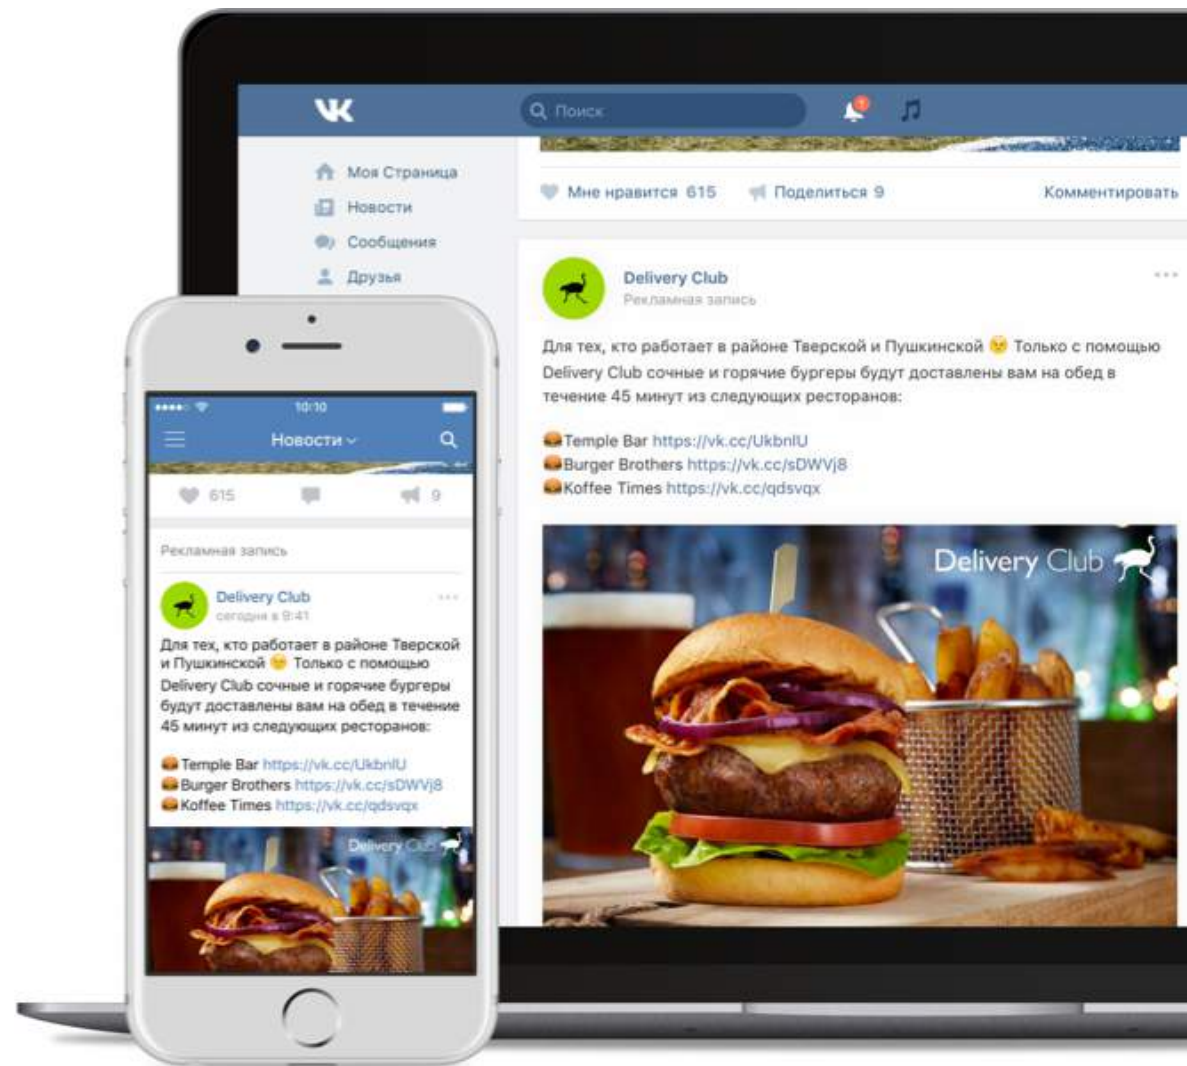 VK
Поиск
1
Моя Страница
Новости
Сообщения
Друзья
Мне нравится 615
Поделиться 9
Комментировать
Delivery Club
Рекламная запись
Для тех, кто работает в районе Тверской и Пушкинской 😉 Только с помощью
Delivery Club сочные и горячие бургеры будут доставлены вам на обед в
течение 45 минут из следующих ресторанов:
🍔Temple Bar https://vk.cc/UkbnIU
🍔Burger Brothers https://vk.cc/sDWVj8
🍔Koffee Times https://vk.cc/qdsvqx
Delivery Club
10:10
Новости
615
9
Рекламная запись
Delivery Club
сегодня в 9:41
Для тех, кто работает в районе Тверской
и Пушкинской 😉 Только с помощью
Delivery Club сочные и горячие бургеры
будут доставлены вам на обед в течение
45 минут из следующих ресторанов:
🍔Temple Bar https://vk.cc/UkbnIU
🍔Burger Brothers https://vk.cc/sDWVj8
🍔Koffee Times https://vk.cc/qdsvqx
Delivery Club